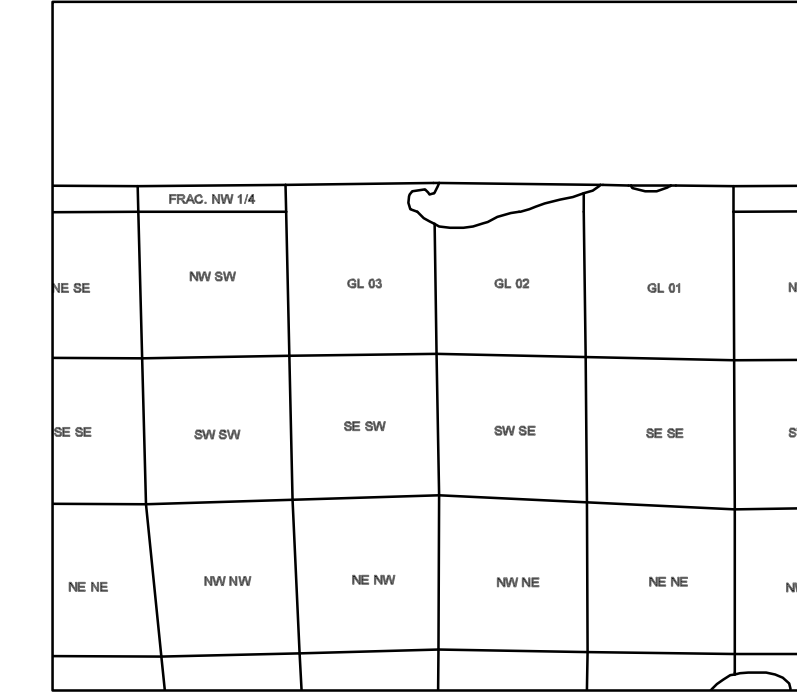 FRAC. NW 1/4
NE SE
NW SW
GL 03
GL 02
GL 01
N
SE SE
SW SW
SE SW
SW SE
SE SE
S
NE NE
NW NW
NE NW
NW NE
NE NE
N